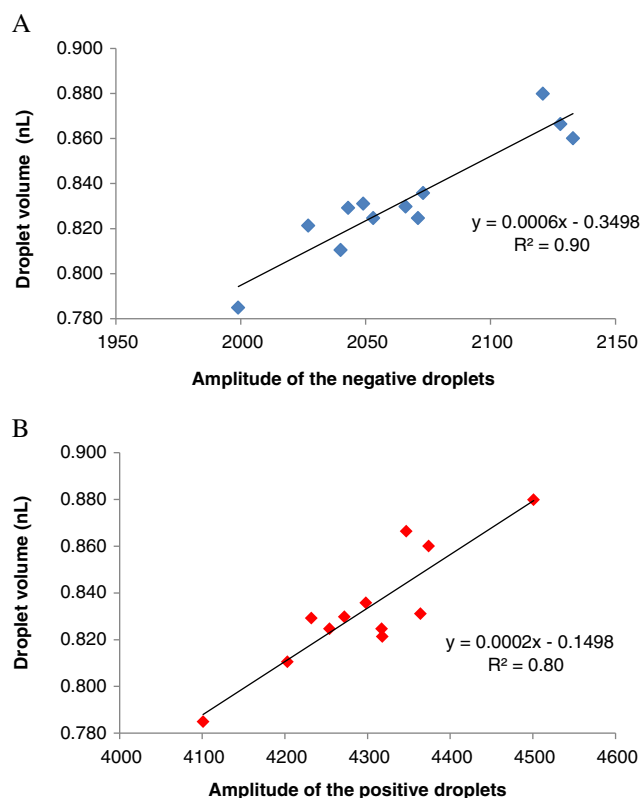 A
0.900
0.880
0.860
0.840
0.820
0.800
0.780
Droplet volume (nL)
y = 0.0006x - 0.3498
R² = 0.90
1950 2000 2050 2100 2150
Amplitude of the negative droplets
B
0.900
0.880
0.860
0.840
0.820
0.800
0.780
Droplet volume (nL)
y = 0.0002x - 0.1498
R² = 0.80
4000 4100 4200 4300 4400 4500 4600
Amplitude of the positive droplets